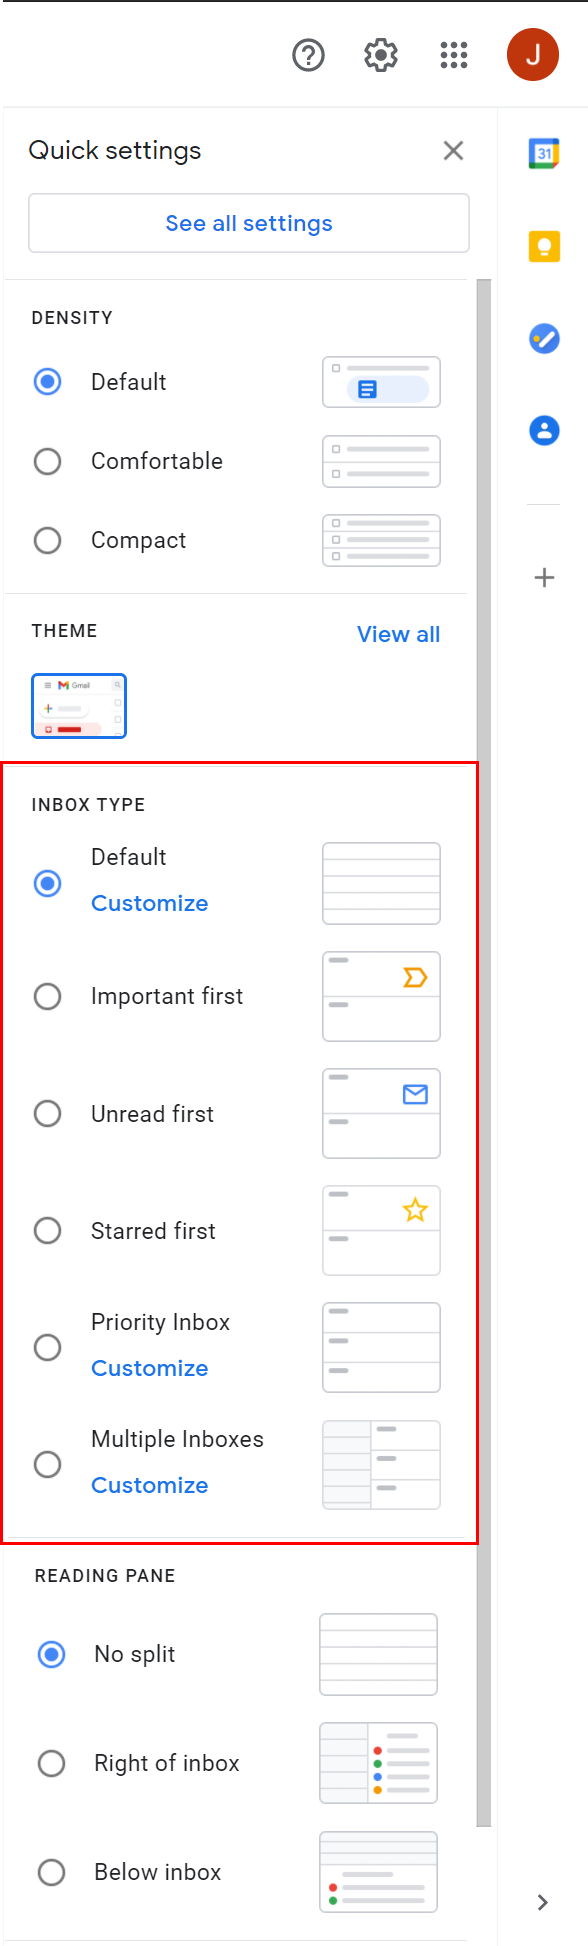 J
Quick settings
31
See all settings
DENSITY
Default
Comfortable
Compact
THEME
View all
Gmail
INBOX TYPE
Default
Customize
Important first
Unread first
Starred first
Priority Inbox
Customize
Multiple Inboxes
Customize
READING PANE
No split
Right of inbox
Below inbox